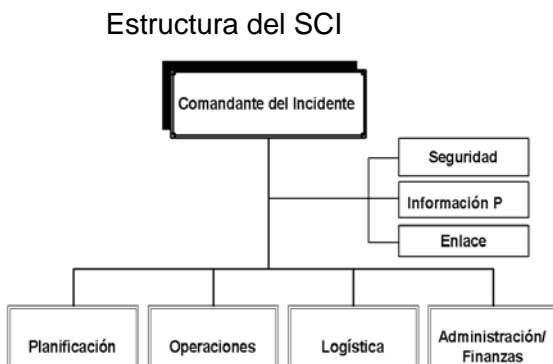 Estructura del SCI
Comandante del Incidente
Seguridad
Información P
Enlace
Planificación
Operaciones
Logística
Administración/
Finanzas